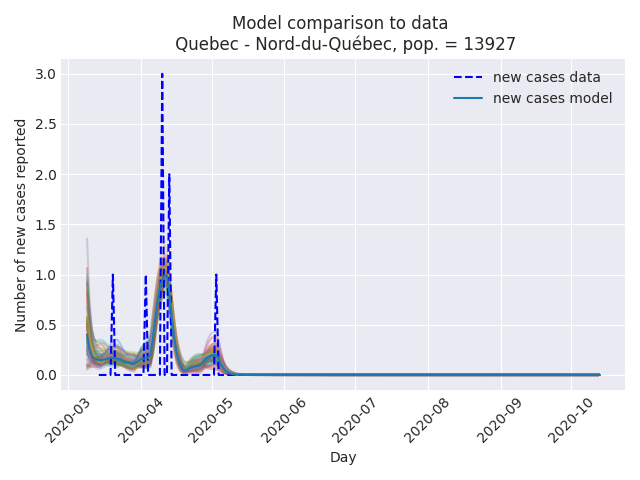 Model comparison to data
Quebec - Nord-du-Québec, pop. = 13927
new cases data
new cases model
Number of new cases reported
3.0
2.5
2.0
1.5
1.0
0.5
0.0
2020-03
2020-04
2020-05
2020-06
2020-07
2020-08
2020-09
2020-10
Day